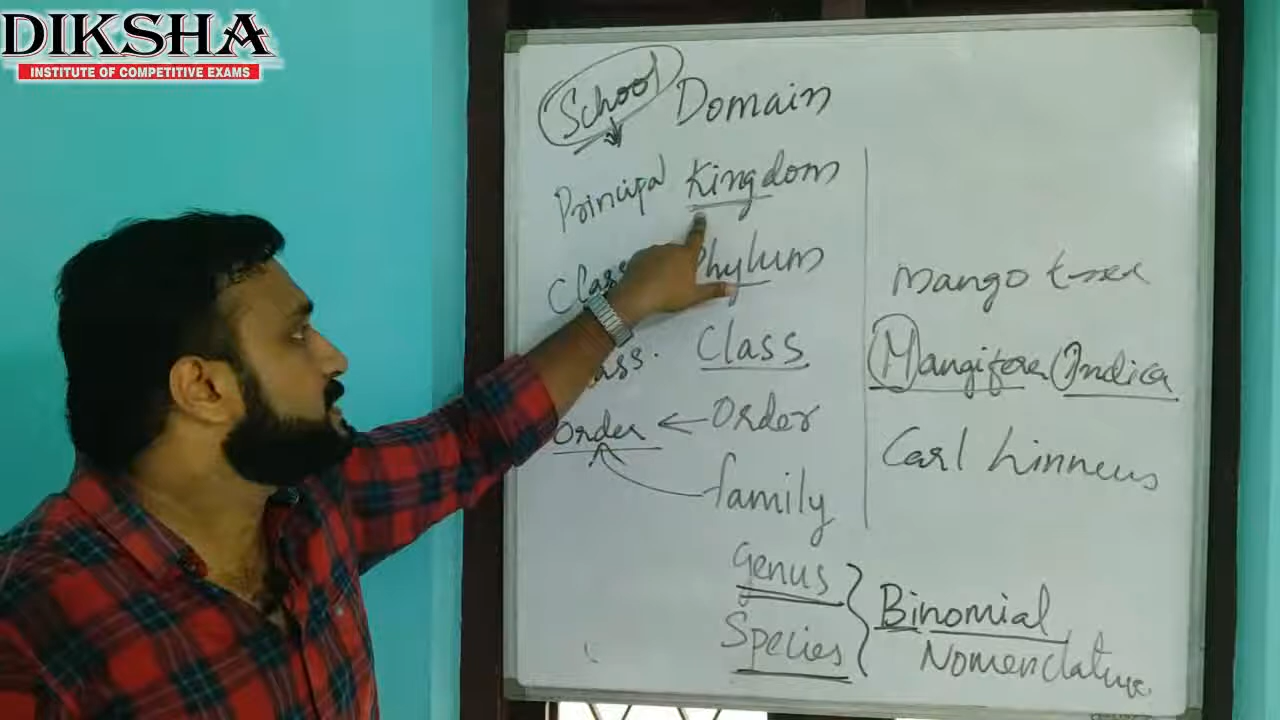 DIKSHA
INSTITUTE OF COMPETITIVE EXAMS
School Domain
Principal Kingdom
Class Phylum
Class
Order ← Order
family
Genus
Species
Binomial
Nomenclature
Mango tree
Mangifera Indica
Carl Linneus